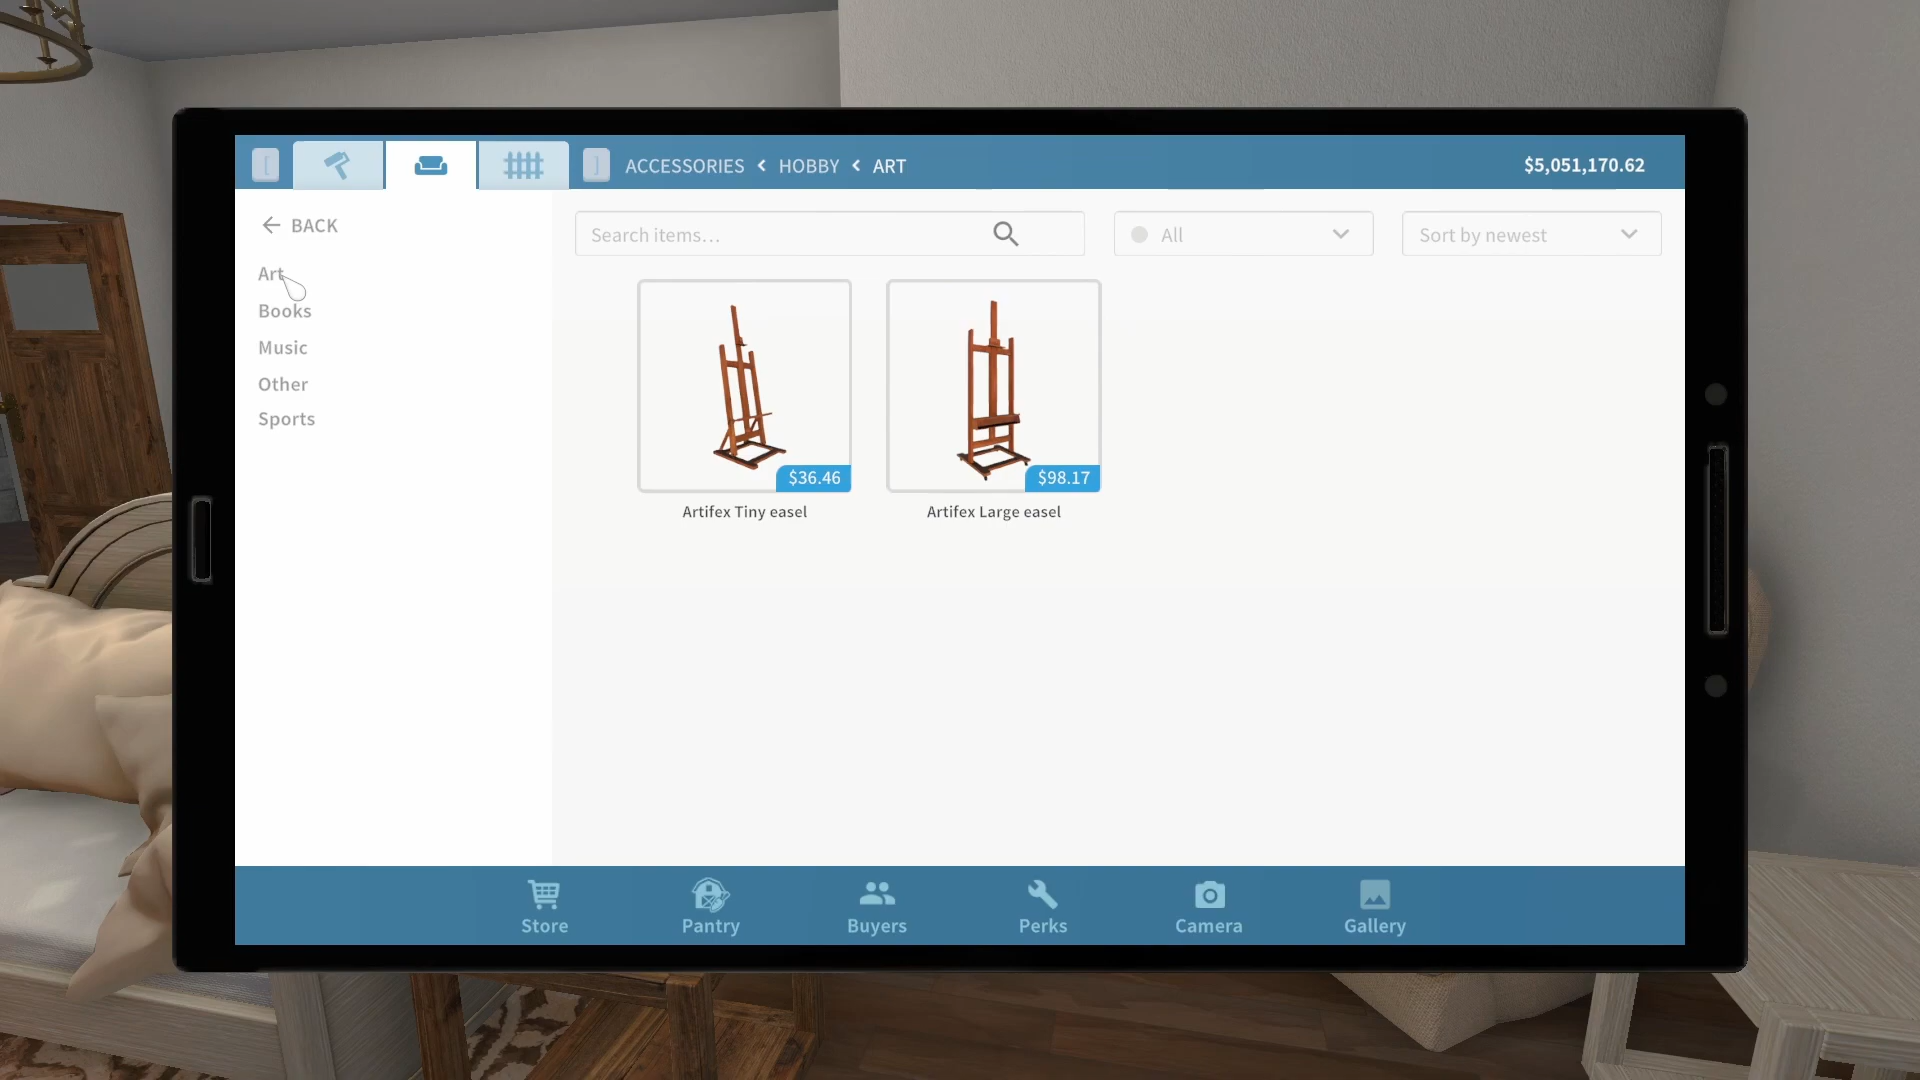 [
]
ACCESSORIES < HOBBY < ART
$5,051,170.62
BACK
Search items...
All
Sort by newest
Art
Books
Music
Other
Sports
$36.46
$98.17
Artifex Tiny easel
Artifex Large easel
Store
Pantry
Buyers
Perks
Camera
Gallery